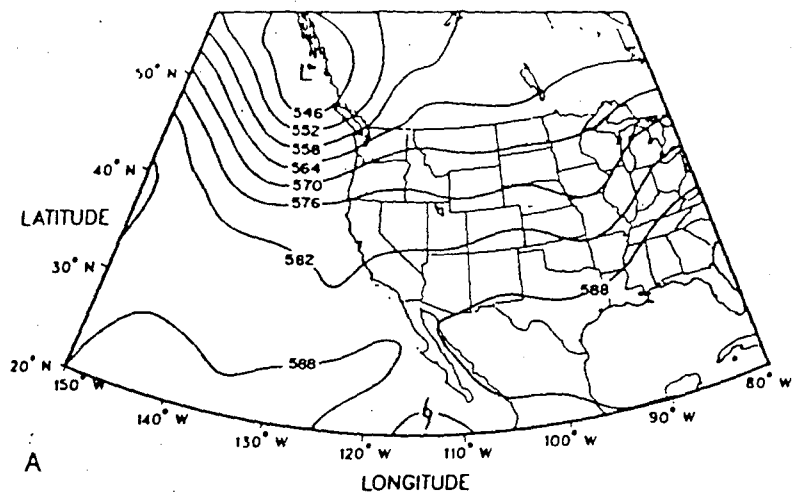 50° N
L
546
552
558
564
40° N
570
576
LATITUDE
582
30° N
588
588
20° N
150° W
80° W
140° W
90° W
130° W
120° W
110° W
100° W
A
LONGITUDE